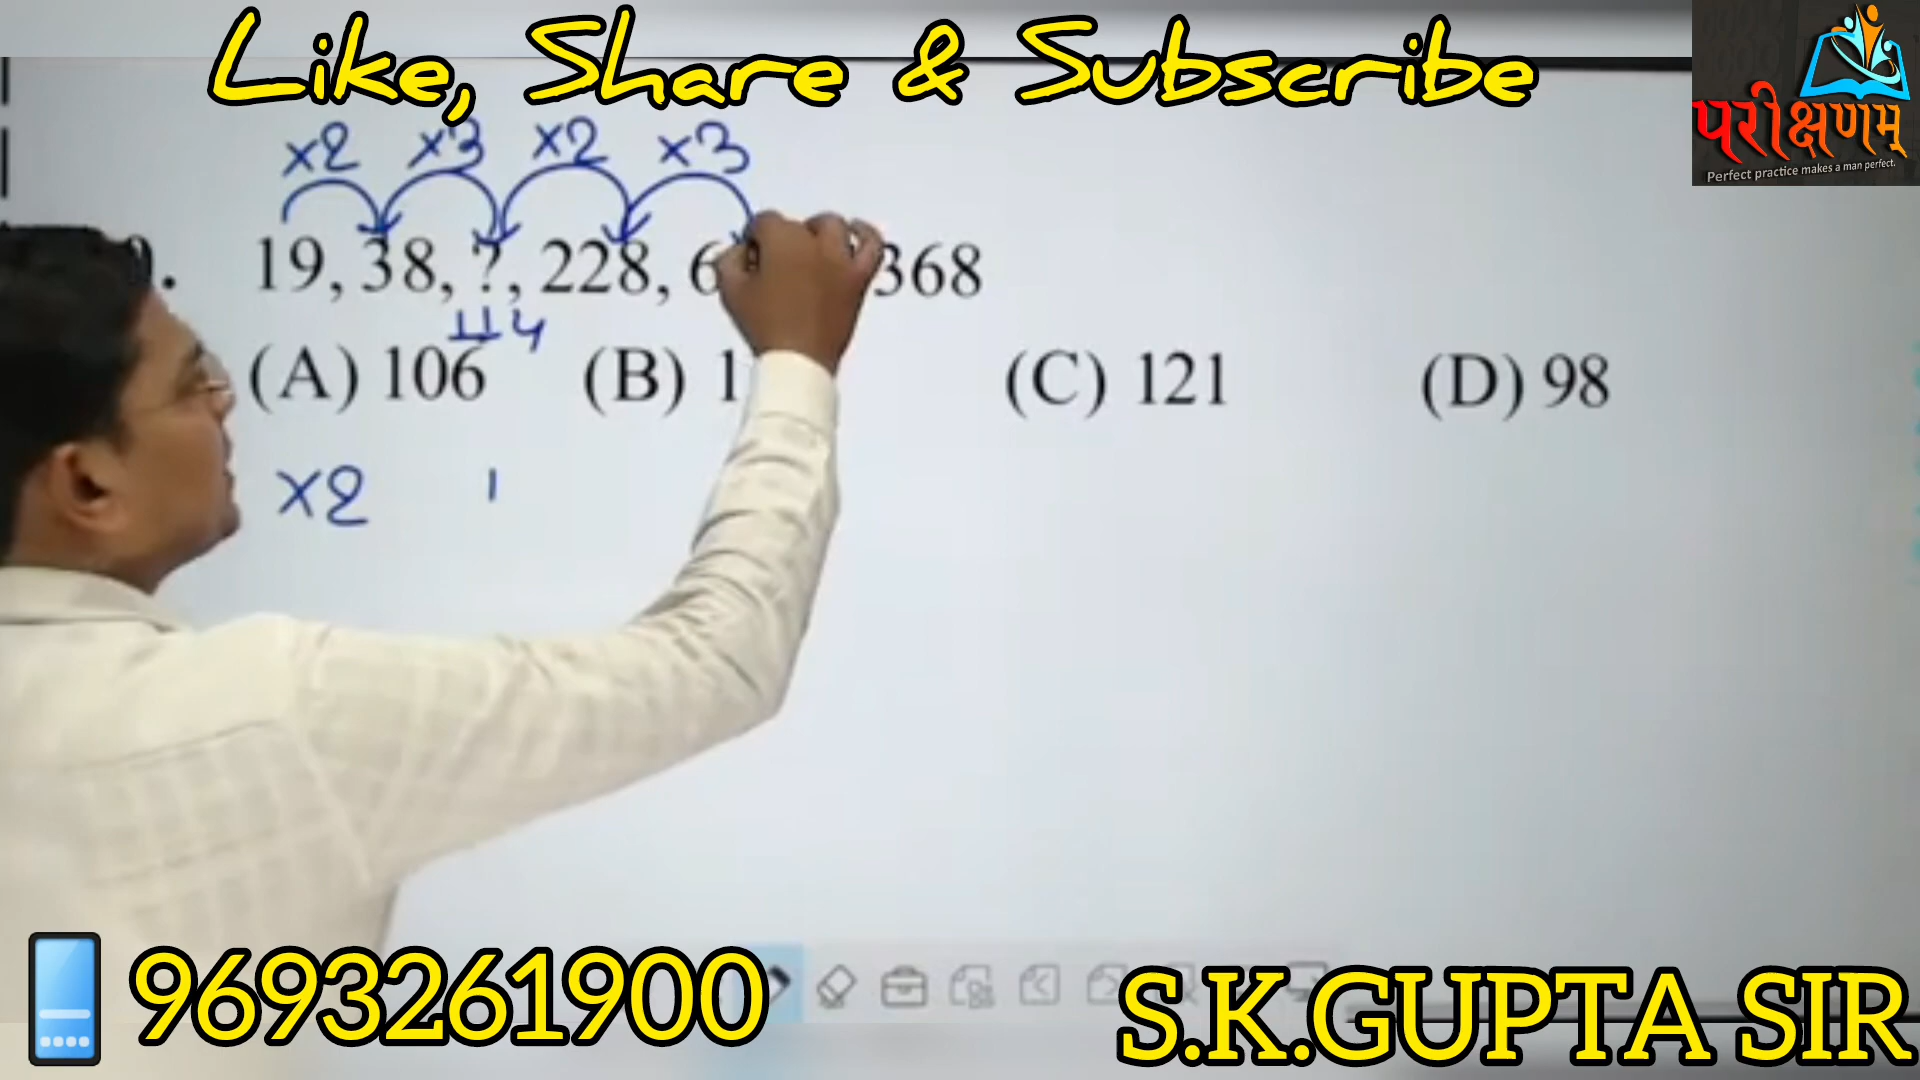 Like, Share & Subscribe
परीक्षणम्
Perfect practice makes a man perfect.
×2 ×3 ×2 ×3
19, 38, ?, 228, 6 368
114
(A) 106 (B) 1 (C) 121 (D) 98
×2
9693261900
S.K.GUPTA SIR